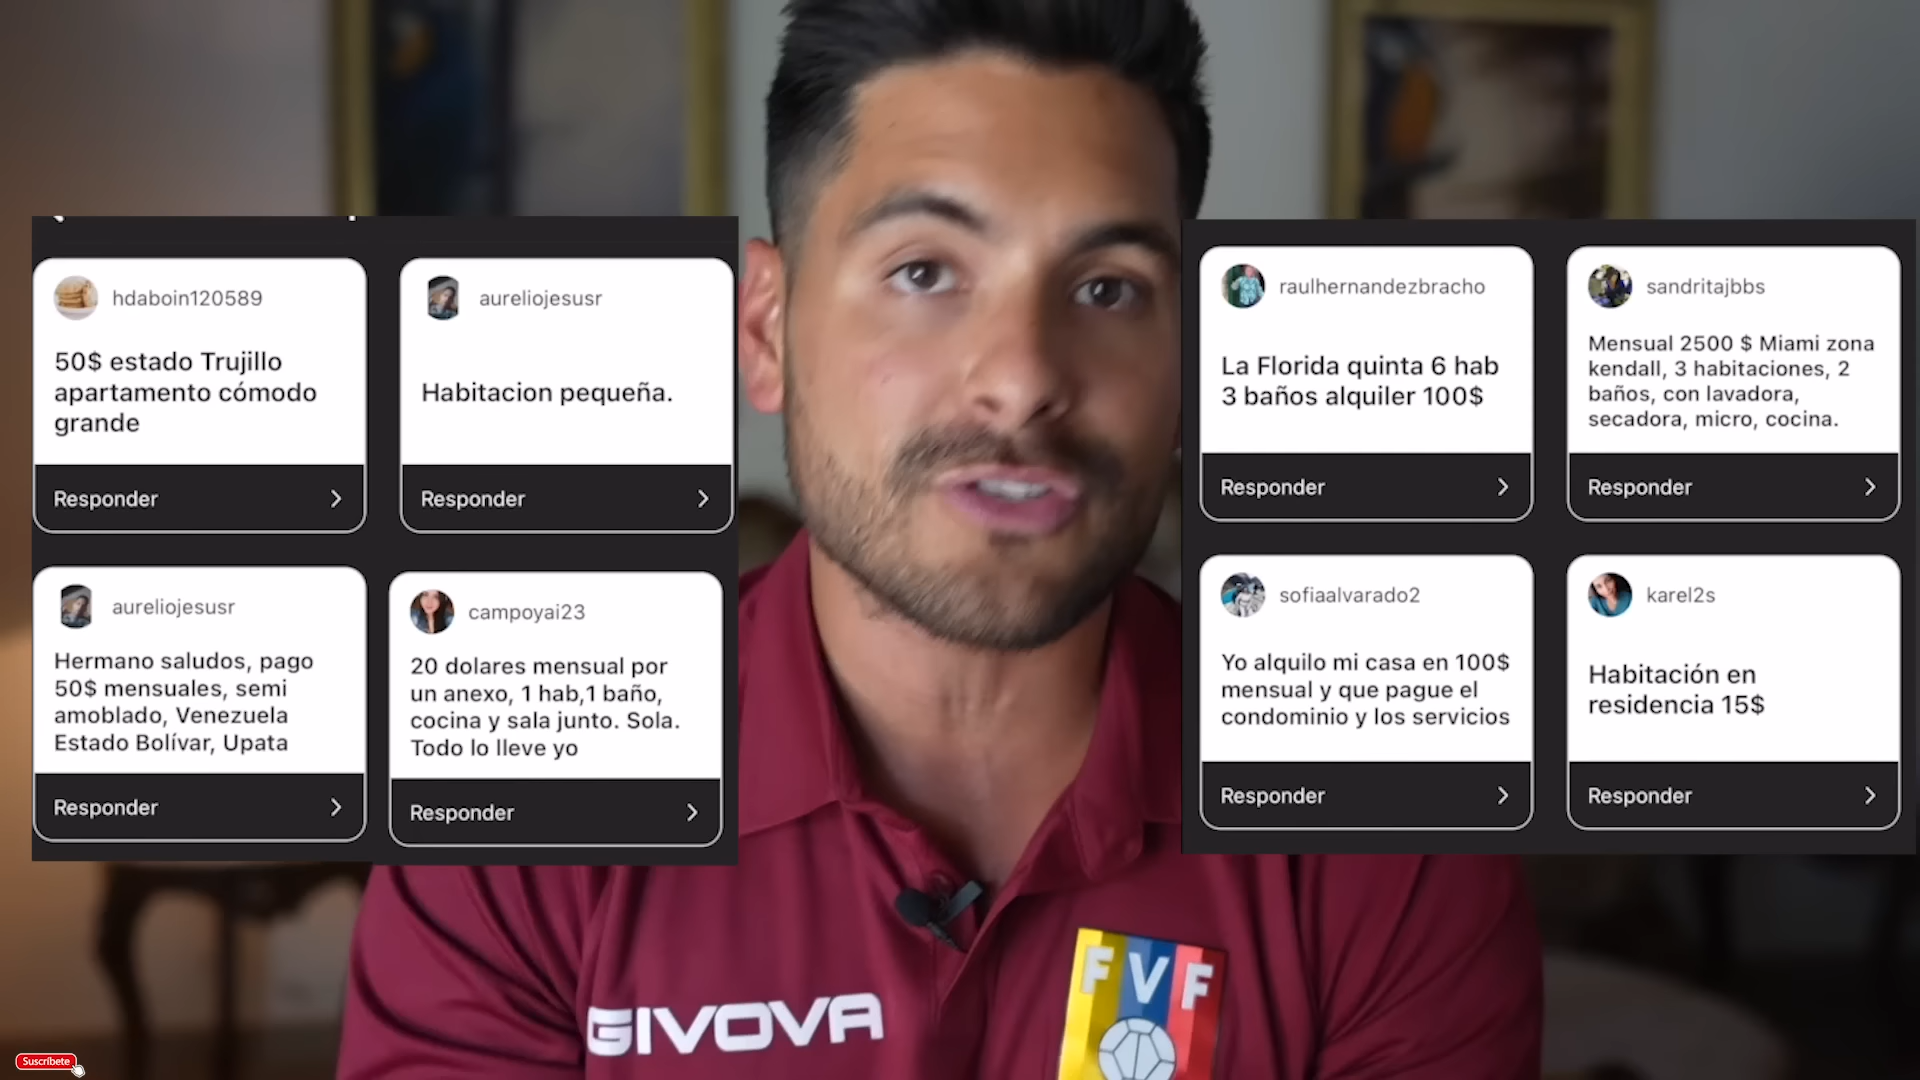 hdaboin120589
50$ estado Trujillo
apartamento cómodo
grande
Responder
aureliojesusr
Habitacion pequeña.
Responder
aureliojesusr
Hermano saludos, pago
50$ mensuales, semi
amoblado, Venezuela
Estado Bolívar, Upata
Responder
campoyai23
20 dolares mensual por
un anexo, 1 hab,1 baño,
cocina y sala junto. Sola.
Todo lo lleve yo
Responder
raulhernandezbracho
La Florida quinta 6 hab
3 baños alquiler 100$
Responder
sandritajbbs
Mensual 2500 $ Miami zona
kendall, 3 habitaciones, 2
baños, con lavadora,
secadora, micro, cocina.
Responder
sofiaalvarado2
Yo alquilo mi casa en 100$
mensual y que pague el
condominio y los servicios
Responder
karel2s
Habitación en
residencia 15$
Responder
GIVOVA
FVF
Suscríbete